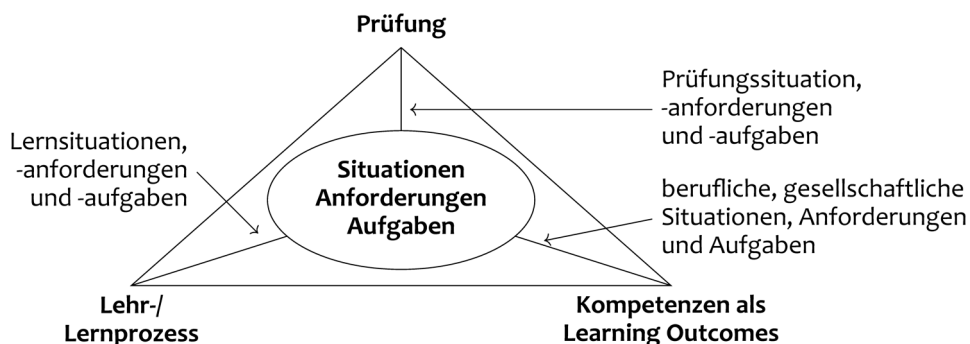 Prüfung
Prüfungssituation,
-anforderungen
und -aufgaben
Lernsituationen,
-anforderungen
und -aufgaben
Situationen
Anforderungen
Aufgaben
berufliche, gesellschaftliche
Situationen, Anforderungen
und Aufgaben
Lehr-/
Lernprozess
Kompetenzen als
Learning Outcomes